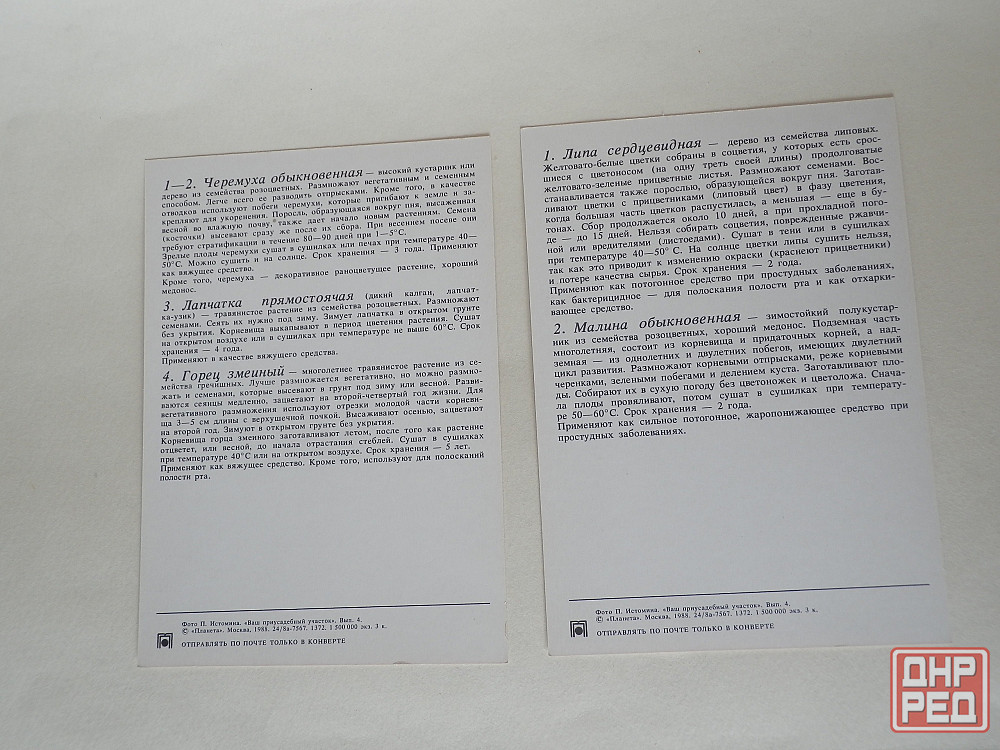 1—2. Черемуха обыкновенная — высокий кустарник или
дерево из семейства розоцветных. Размножают вегетативным и семенным
способом. Легче всего ее разводить отпрысками. Кроме того, в качестве
отводков используют побеги черемухи, которые пригибают к земле и за-
крепляют для укоренения. Поросль, образующаяся вокруг пня, высаженная
весной во влажную почву, также дает начало новым растениям. Семена
(косточки) высевают сразу же после их сбора. При весеннем посеве они
требуют стратификации в течение 80—90 дней при 1—5°С.
Зрелые плоды черемухи сушат в сушилках или печах при температуре 40—
50°С. Можно сушить и на солнце. Срок хранения — 3 года. Применяют
как вяжущее средство.
Кроме того, черемуха — декоративное раноцветущее растение, хороший
медонос.
3. Лапчатка прямостоячая (дикий калган, лапчат-
ка-узик) — травянистое растение из семейства розоцветных. Размножают
семенами. Сеять их нужно под зиму. Зимует лапчатка в открытом грунте
без укрытия. Корневища выкапывают в период цветения растения. Сушат
на открытом воздухе или в сушилках при температуре не выше 60°С. Срок
хранения — 4 года.
Применяют в качестве вяжущего средства.
4. Горец змеиный — многолетнее травянистое растение из се-
мейства гречишных. Лучше размножается вегетативно, но можно размно-
жать и семенами, которые высевают в грунт под зиму или весной. Разви-
ваются сеянцы медленно, зацветают на второй-четвертый год жизни. Для
вегетативного размножения используют отрезки молодой части корневи-
ща 3—5 см длины с верхушечной почкой. Высаживают осенью, зацветают
на второй год. Зимуют в открытом грунте без укрытия.
Корневища горца змеиного заготавливают летом, после того как растение
отцветет, или весной, до начала отрастания стеблей. Сушат в сушилках
при температуре 40°С или на открытом воздухе. Срок хранения — 5 лет.
Применяют как вяжущее средство. Кроме того, используют для полосканий
полости рта.
Фото П. Истомина. «Ваш приусадебный участок». Вып. 4.
© «Планета». Москва, 1988. 24/8а-7567. 1372. 1 500 000 экз. 3 к.
ОТПРАВЛЯТЬ ПО ПОЧТЕ ТОЛЬКО В КОНВЕРТЕ
1. Липа сердцевидная — дерево из семейства липовых.
Желтовато-белые цветки собраны в соцветия, у которых есть срос-
шиеся с цветоносом (на одну треть своей длины) продолговатые
желтовато-зеленые прицветные листья. Размножают семенами. Вос-
станавливается также порослью, образующейся вокруг пня. Заготав-
ливают цветки с прицветниками (липовый цвет) в фазу цветения,
когда большая часть цветков распустилась, а меньшая — еще в бу-
тонах. Сбор продолжается около 10 дней, а при прохладной пого-
де — до 15 дней. Нельзя собирать соцветия, поврежденные ржавчи-
ной или вредителями (листоедами). Сушат в тени или в сушилках
при температуре 40—50° С. На солнце цветки липы сушить нельзя,
так как это приводит к изменению окраски (краснеют прицветники)
и потере качества сырья. Срок хранения — 2 года.
Применяют как потогонное средство при простудных заболеваниях,
как бактерицидное — для полоскания полости рта и как отхарки-
вающее средство.
2. Малина обыкновенная — зимостойкий полукустар-
ник из семейства розоцветных, хороший медонос. Подземная часть
многолетняя, состоит из корневища и придаточных корней, а над-
земная — из однолетних и двулетних побегов, имеющих двулетний
цикл развития. Размножают корневыми отпрысками, реже корневыми
черенками, зелеными побегами и делением куста. Заготавливают пло-
ды. Собирают их в сухую погоду без цветоножек и цветоложа. Снача-
ла плоды провяливают, потом сушат в сушилках при температу-
ре 50—60°С. Срок хранения — 2 года.
Применяют как сильное потогонное, жаропонижающее средство при
простудных заболеваниях.
Фото П. Истомина. «Ваш приусадебный участок». Вып. 4.
© «Планета». Москва, 1988. 24/8а-7567. 1372. 1 500 000 экз. 3 к.
ОТПРАВЛЯТЬ ПО ПОЧТЕ ТОЛЬКО В КОНВЕРТЕ
ДНР
РЕД